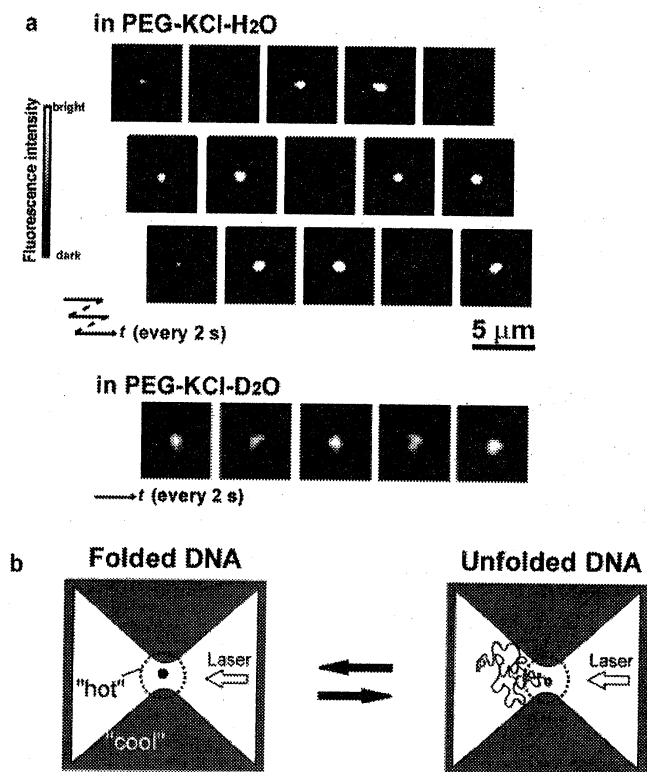 a in PEG-KCl-H2O
bright
Fluorescence intensity
dark
t (every 2 s)
5 μm
in PEG-KCl-D2O
t (every 2 s)
b Folded DNA Unfolded DNA
Laser Laser
"hot"
"cool"